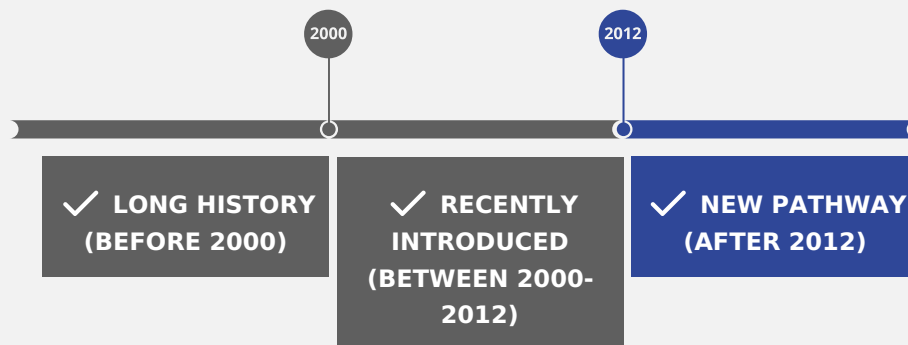 2000
2012
LONG HISTORY
(BEFORE 2000)
RECENTLY
INTRODUCED
(BETWEEN 2000-
2012)
NEW PATHWAY
(AFTER 2012)